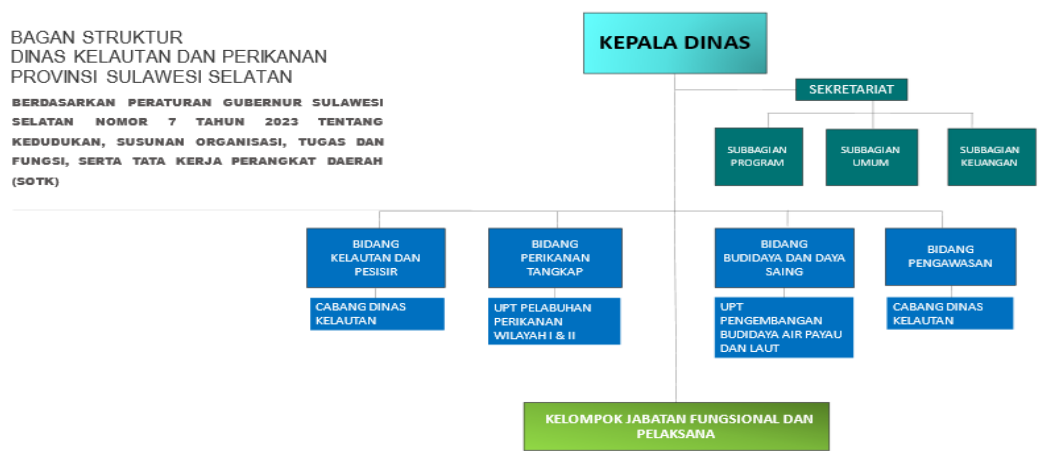 BAGAN STRUKTUR
DINAS KELAUTAN DAN PERIKANAN
PROVINSI SULAWESI SELATAN
BERDASARKAN PERATURAN GUBERNUR SULAWESI
SELATAN NOMOR 7 TAHUN 2023 TENTANG
KEDUDUKAN, SUSUNAN ORGANISASI, TUGAS DAN
FUNGSI, SERTA TATA KERJA PERANGKAT DAERAH
(SOTK)
KEPALA DINAS
SEKRETARIAT
SUBBAGIAN
PROGRAM
SUBBAGIAN
UMUM
SUBBAGIAN
KEUANGAN
BIDANG
KELAUTAN DAN
PESISIR
BIDANG
PERIKANAN
TANGKAP
BIDANG
BUDIDAYA DAN DAYA
SAING
BIDANG
PENGAWASAN
CABANG DINAS
KELAUTAN
UPT PELABUHAN
PERIKANAN
WILAYAH I & II
UPT
PENGEMBANGAN
BUDIDAYA AIR PAYAU
DAN LAUT
CABANG DINAS
KELAUTAN
KELOMPOK JABATAN FUNGSIONAL DAN
PELAKSANA